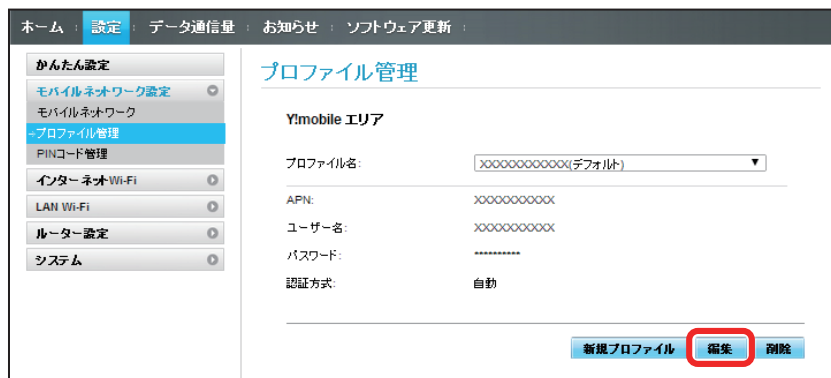 ホーム : 設定 : データ通信量 : お知らせ : ソフトウェア更新 :
かんたん設定
モバイルネットワーク設定
モバイルネットワーク
→プロファイル管理
PINコード管理
インターネットWi-Fi
LAN Wi-Fi
ルーター設定
システム
プロファイル管理
Y!mobile エリア
プロファイル名: XXXXXXXXXXXX(デフォルト)
APN: XXXXXXXXXX
ユーザー名: XXXXXXXXXX
パスワード: **********
認証方式: 自動
新規プロファイル 編集 削除